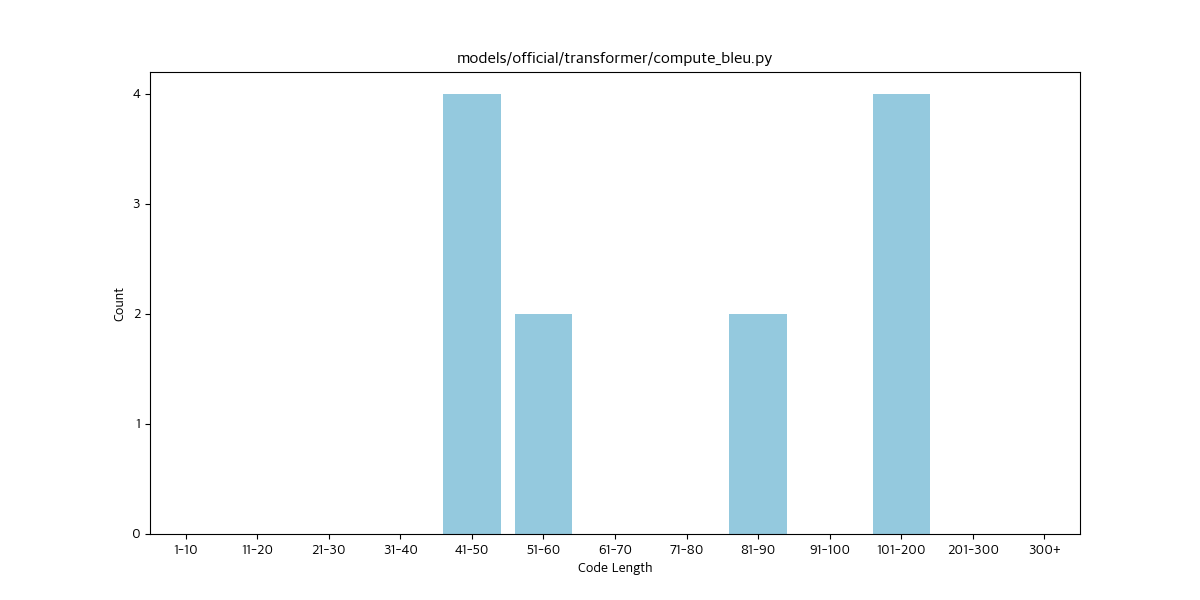 models/official/transformer/compute_bleu.py
4
3
2
1
0
Count
1-10 11-20 21-30 31-40 41-50 51-60 61-70 71-80 81-90 91-100 101-200 201-300 300+
Code Length